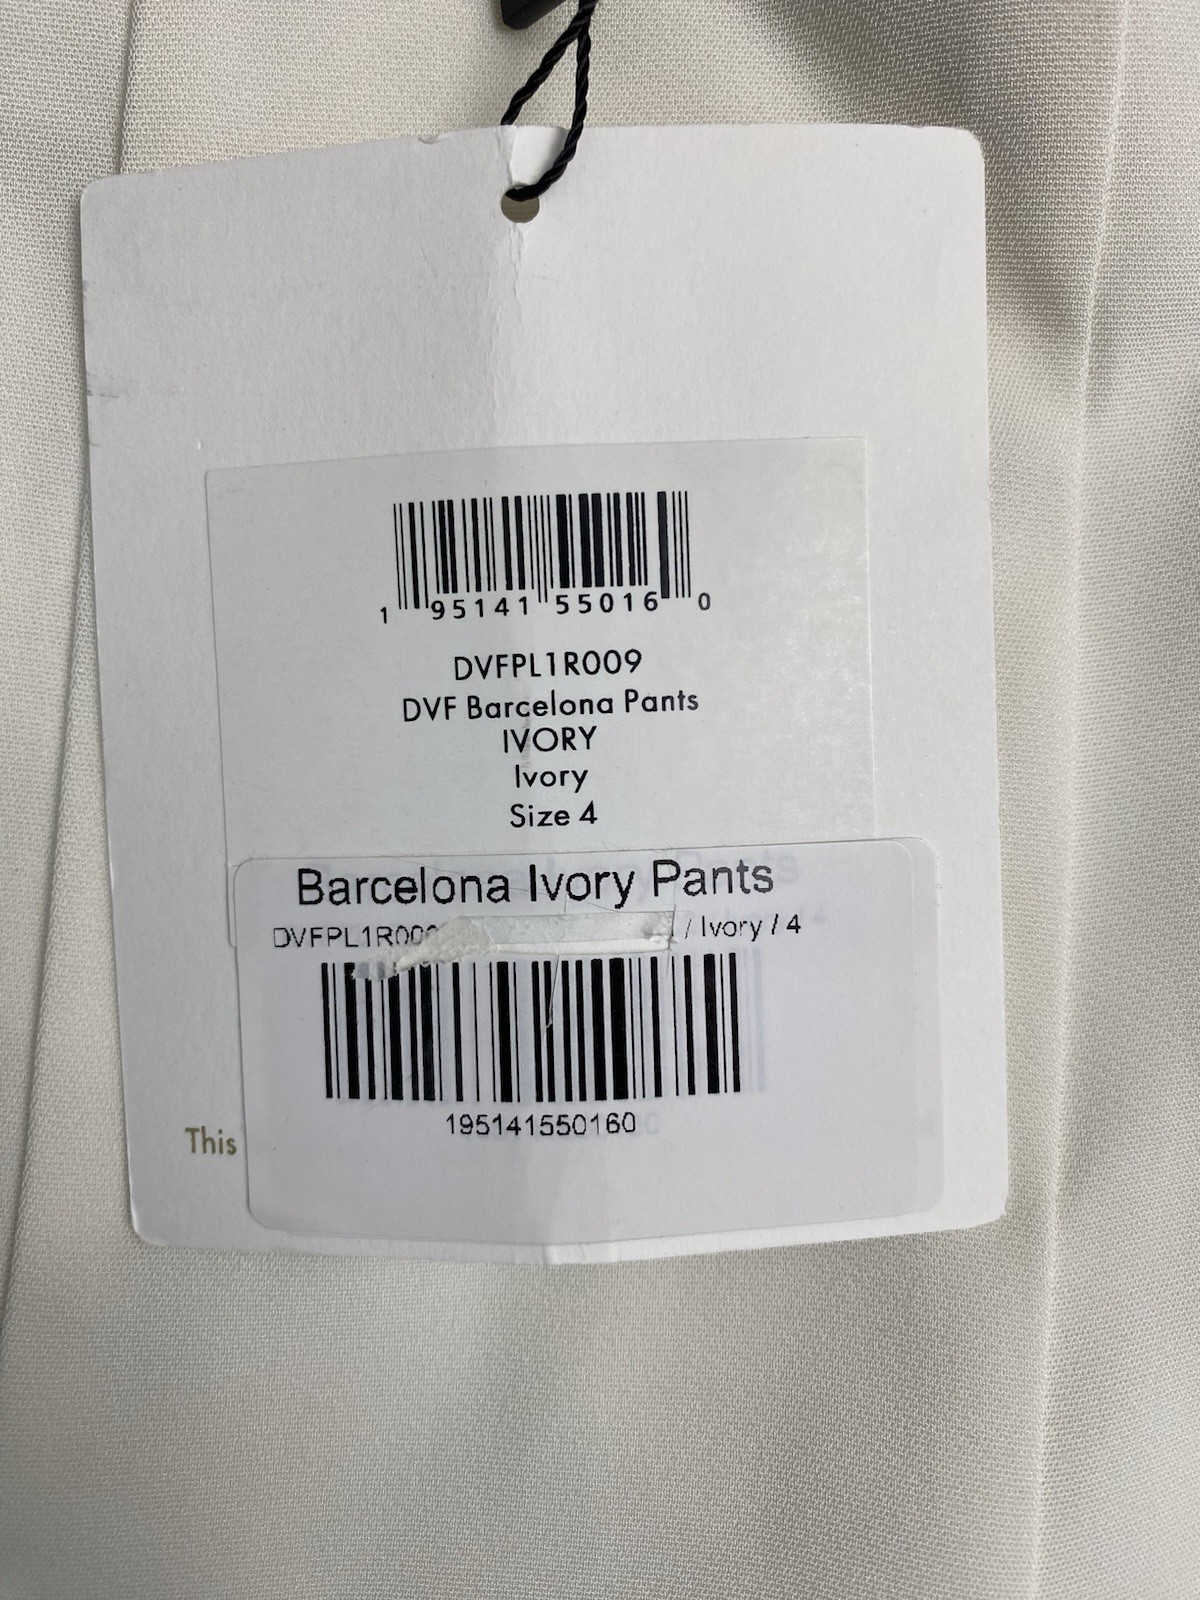 1 95141 55016 0
DVFPL1R009
DVF Barcelona Pants
IVORY
Ivory
Size 4
Barcelona Ivory Pants
/ Ivory / 4
195141550160
This